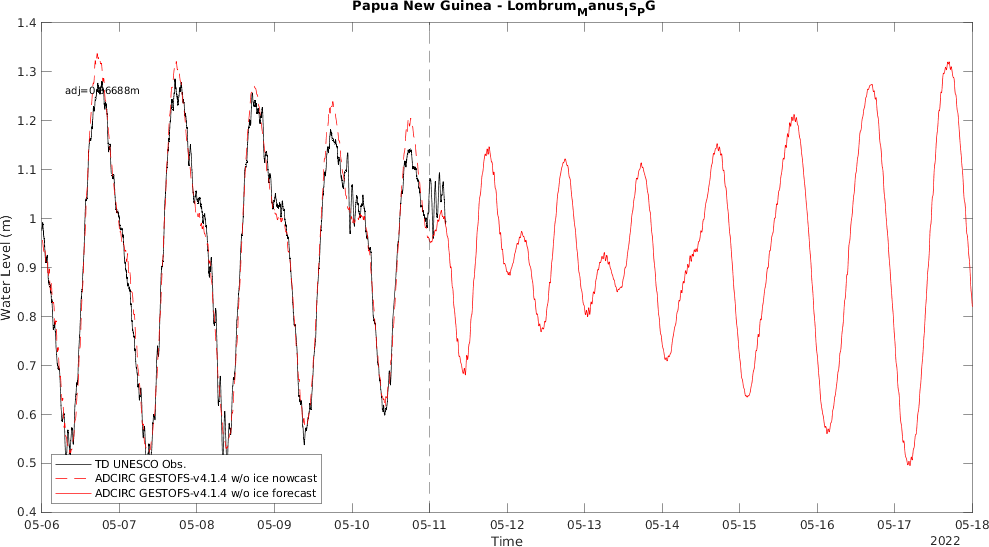 Papua New Guinea - LombrumManusIsPG
1.4
1.3
1.2
1.1
1
0.9
0.8
0.7
0.6
0.5
0.4
Water Level (m)
adj=0.06688m
TD UNESCO Obs.
ADCIRC GESTOFS-v4.1.4 w/o ice nowcast
ADCIRC GESTOFS-v4.1.4 w/o ice forecast
05-06 05-07 05-08 05-09 05-10 05-11 05-12 05-13 05-14 05-15 05-16 05-17 05-18
Time
2022